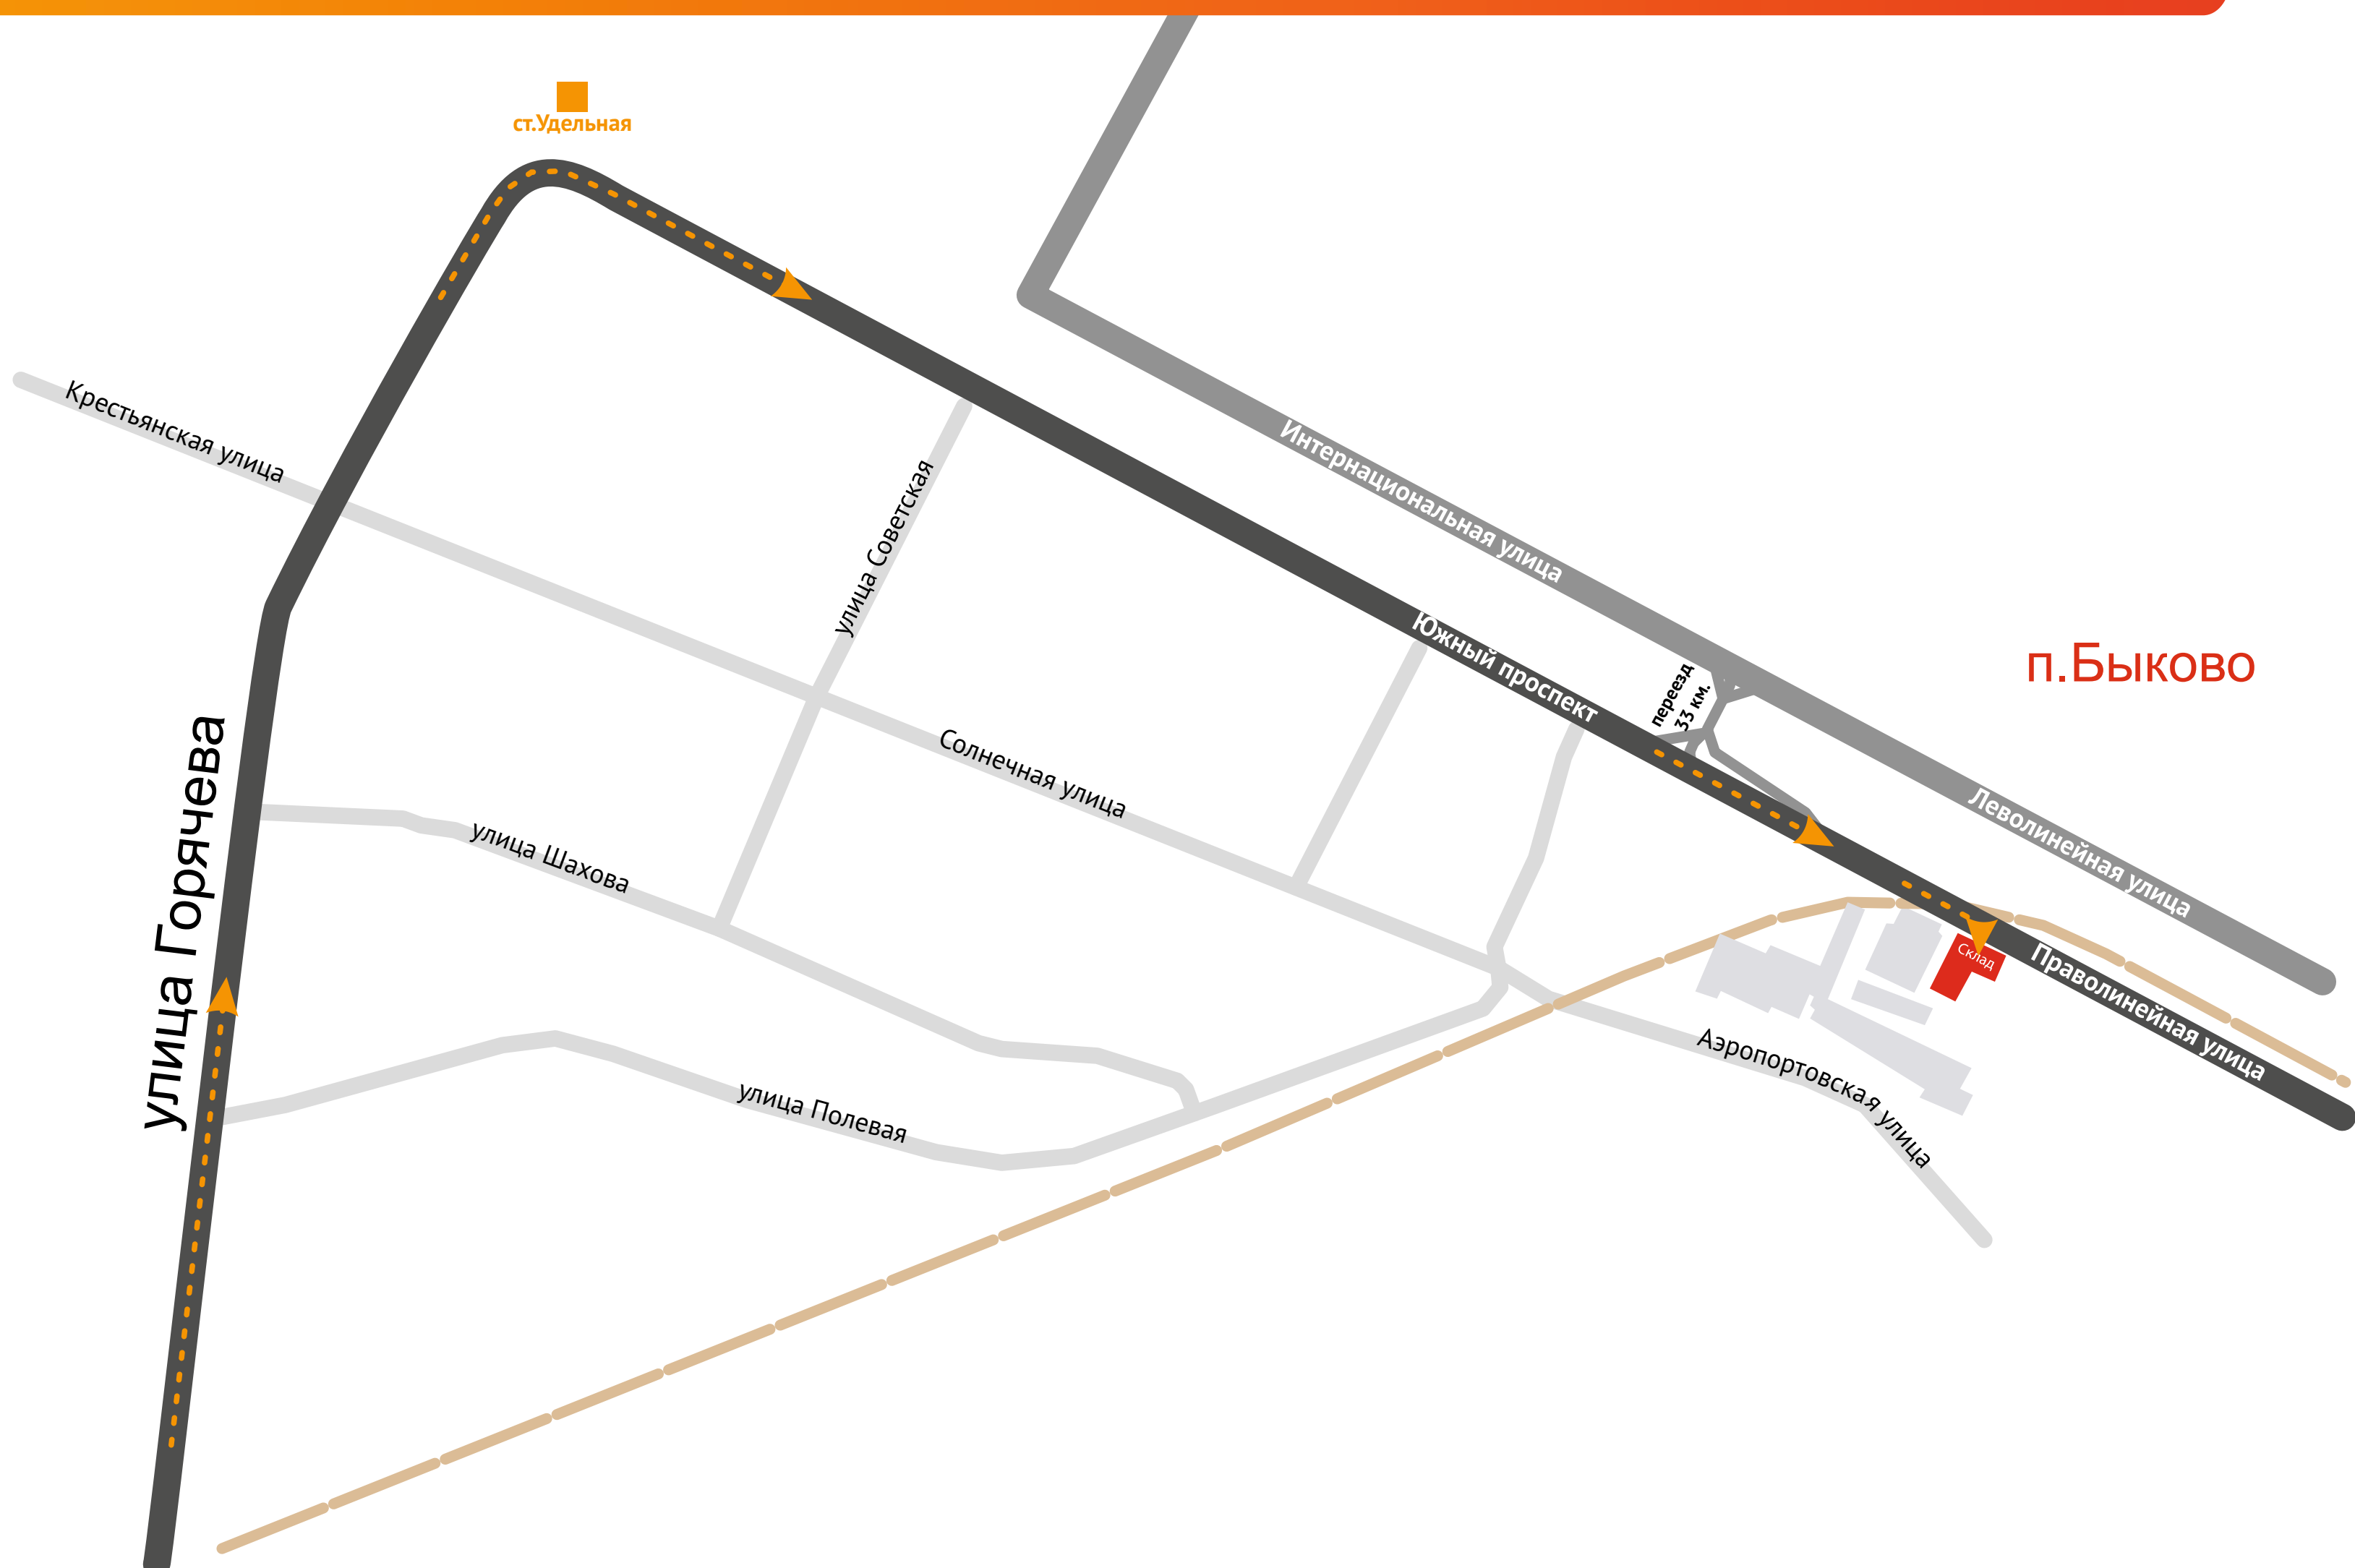 ст.Удельная
Крестьянская улица
улица Советская
Интернациональная улица
Южный проспект
переезд
33 км.
п.Быково
улица Горячева
Солнечная улица
Леволинейная улица
улица Шахова
Склад
Праволинейная улица
Аэропортовская улица
улица Полевая